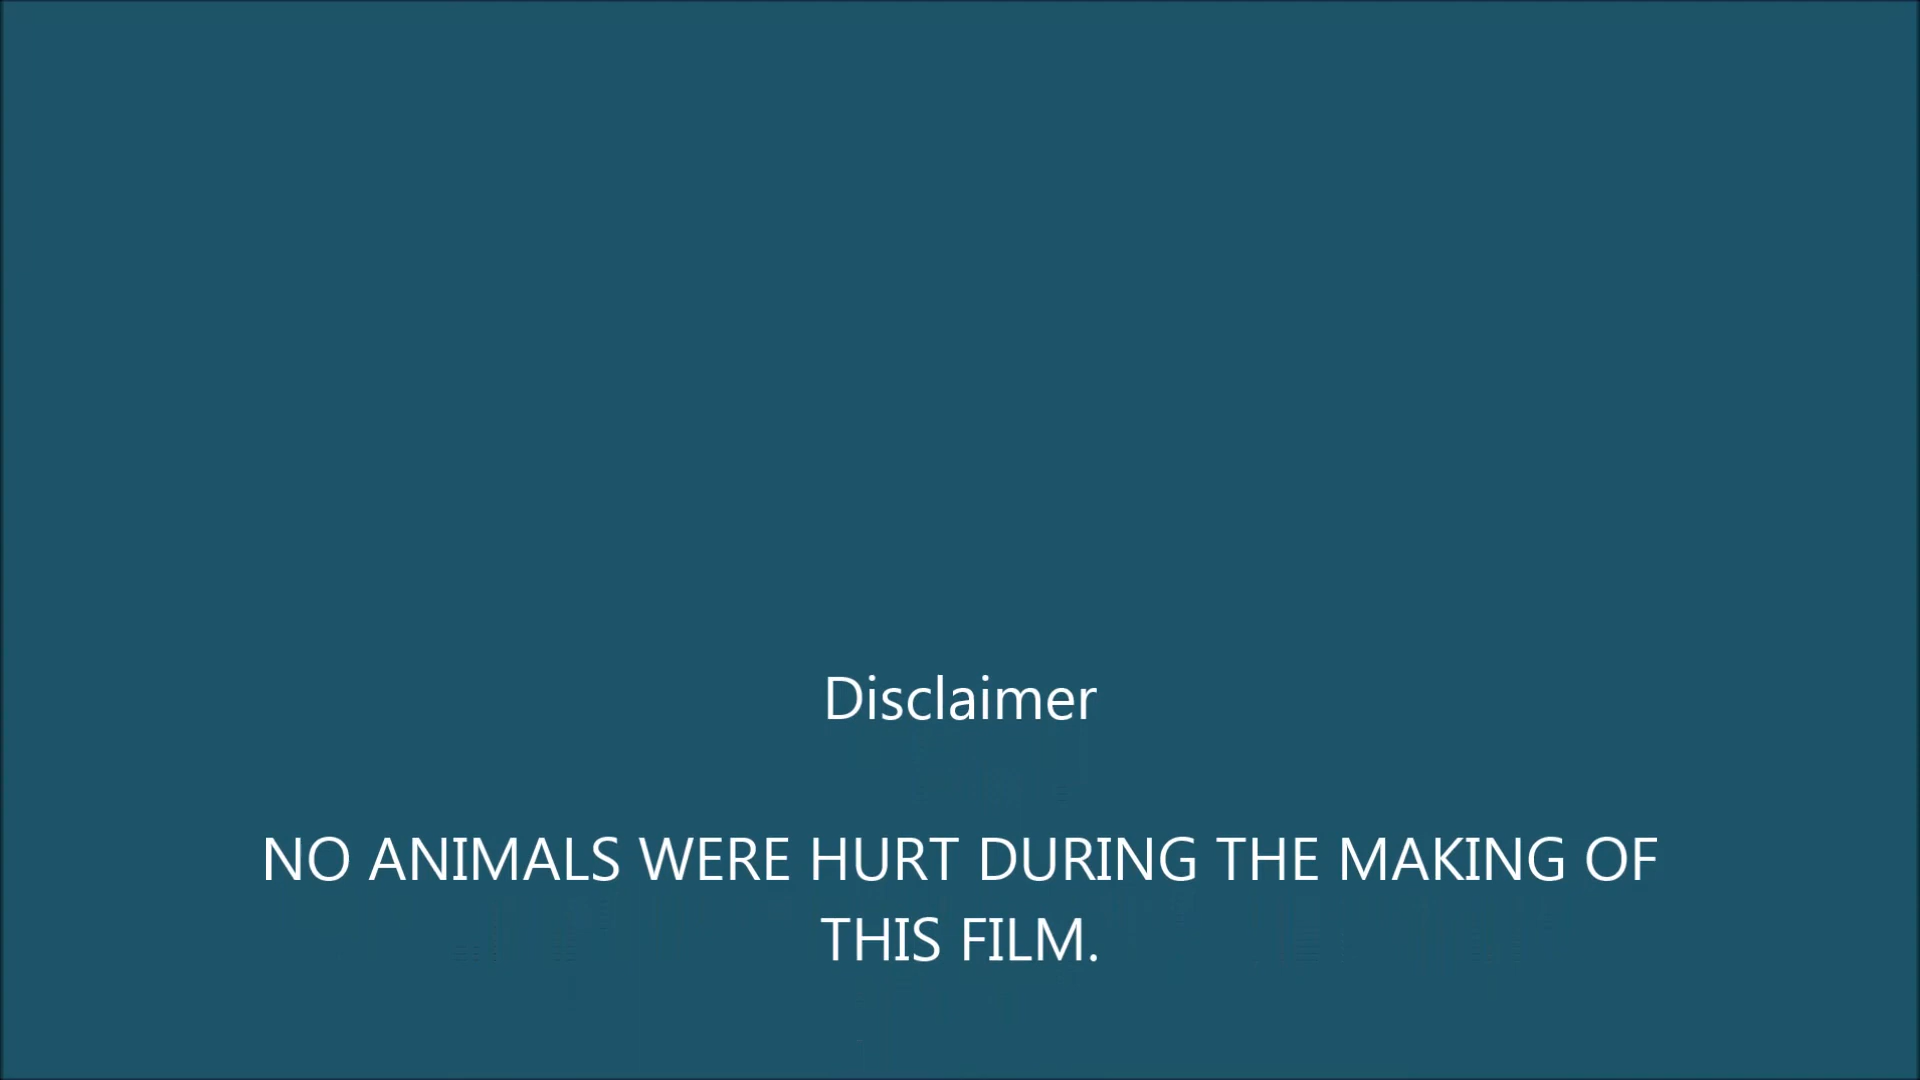 Disclaimer
NO ANIMALS WERE HURT DURING THE MAKING OF
THIS FILM.